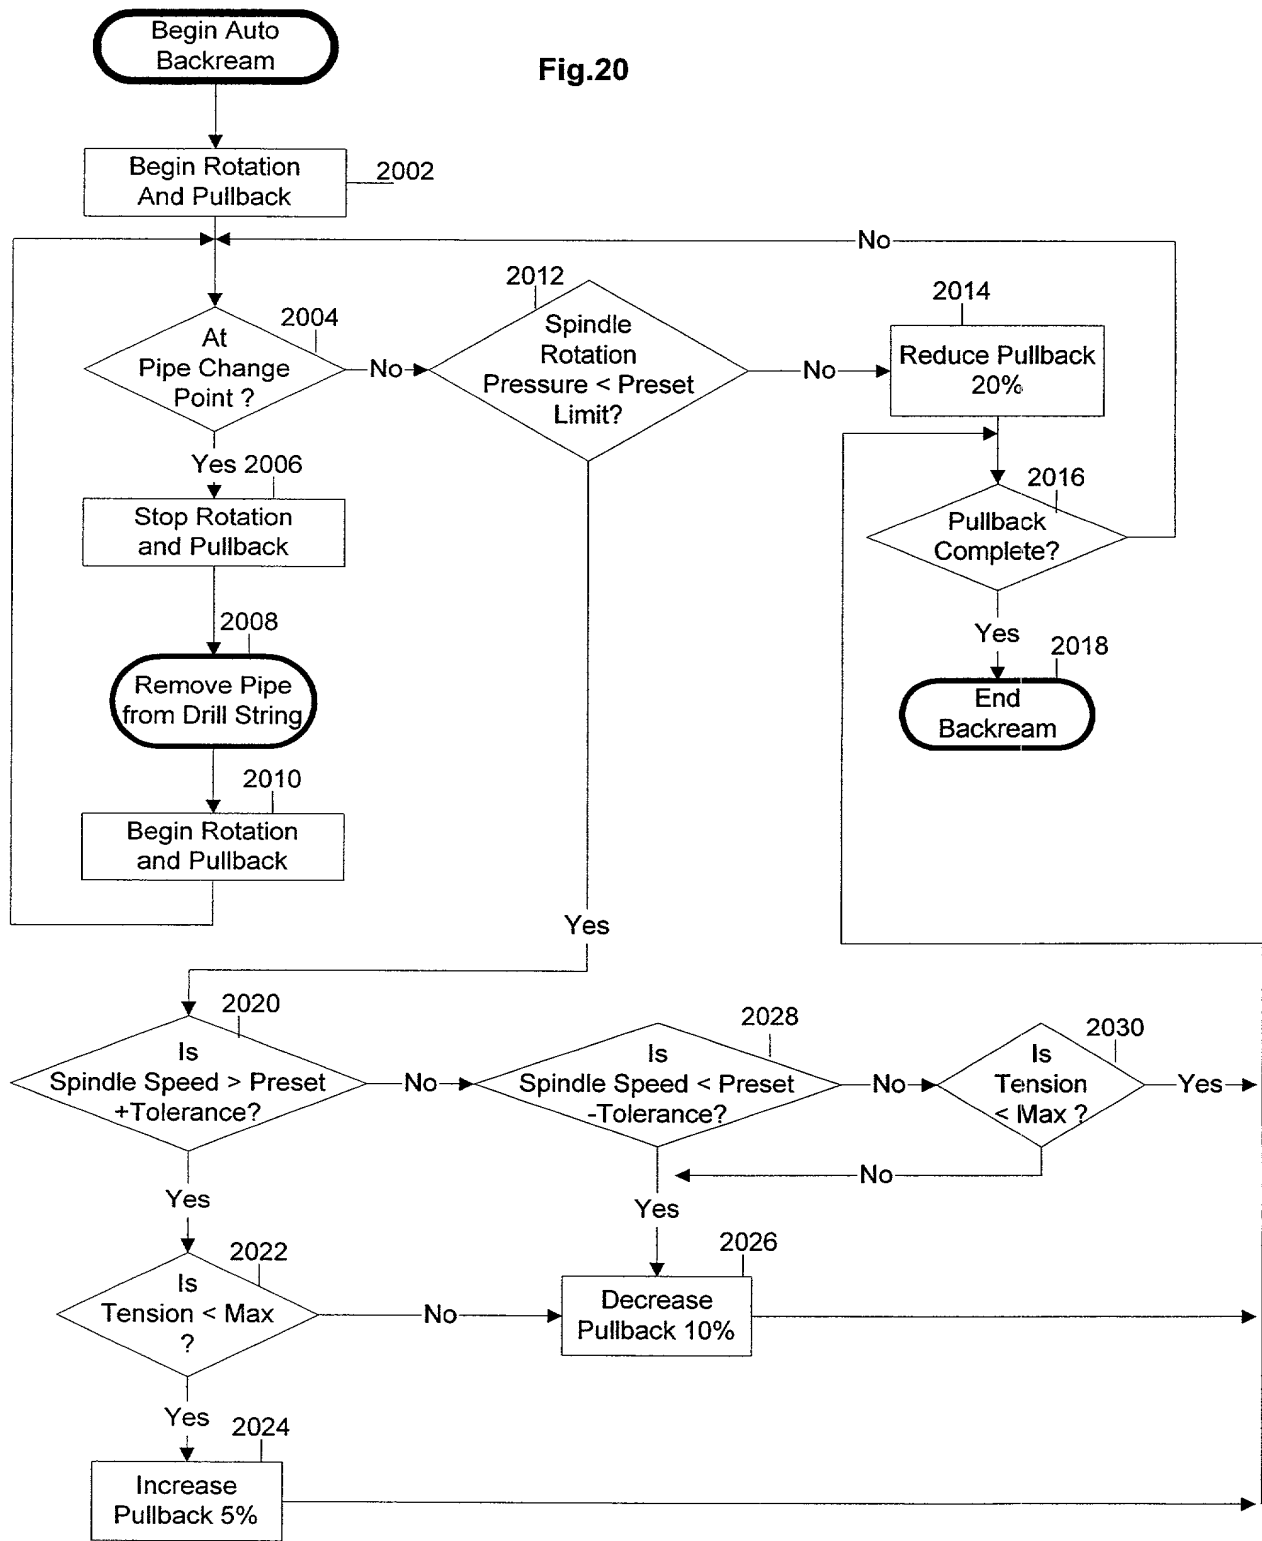 Begin Auto
Backream
Fig.20
Begin Rotation
And Pullback
2002
No
2012
2014
2004
At
Pipe Change
Point ?
No
Spindle
Rotation
Pressure < Preset
Limit?
No
Reduce Pullback
20%
Yes
2006
2016
Stop Rotation
and Pullback
Pullback
Complete?
2008
Yes
2018
Remove Pipe
from Drill String
End
Backream
2010
Begin Rotation
and Pullback
Yes
2020
2028
2030
Is
Spindle Speed > Preset
+Tolerance?
No
Is
Spindle Speed < Preset
-Tolerance?
No
Is
Tension
< Max ?
Yes
No
Yes
Yes
2022
2026
Is
Tension < Max
?
No
Decrease
Pullback 10%
Yes
2024
Increase
Pullback 5%